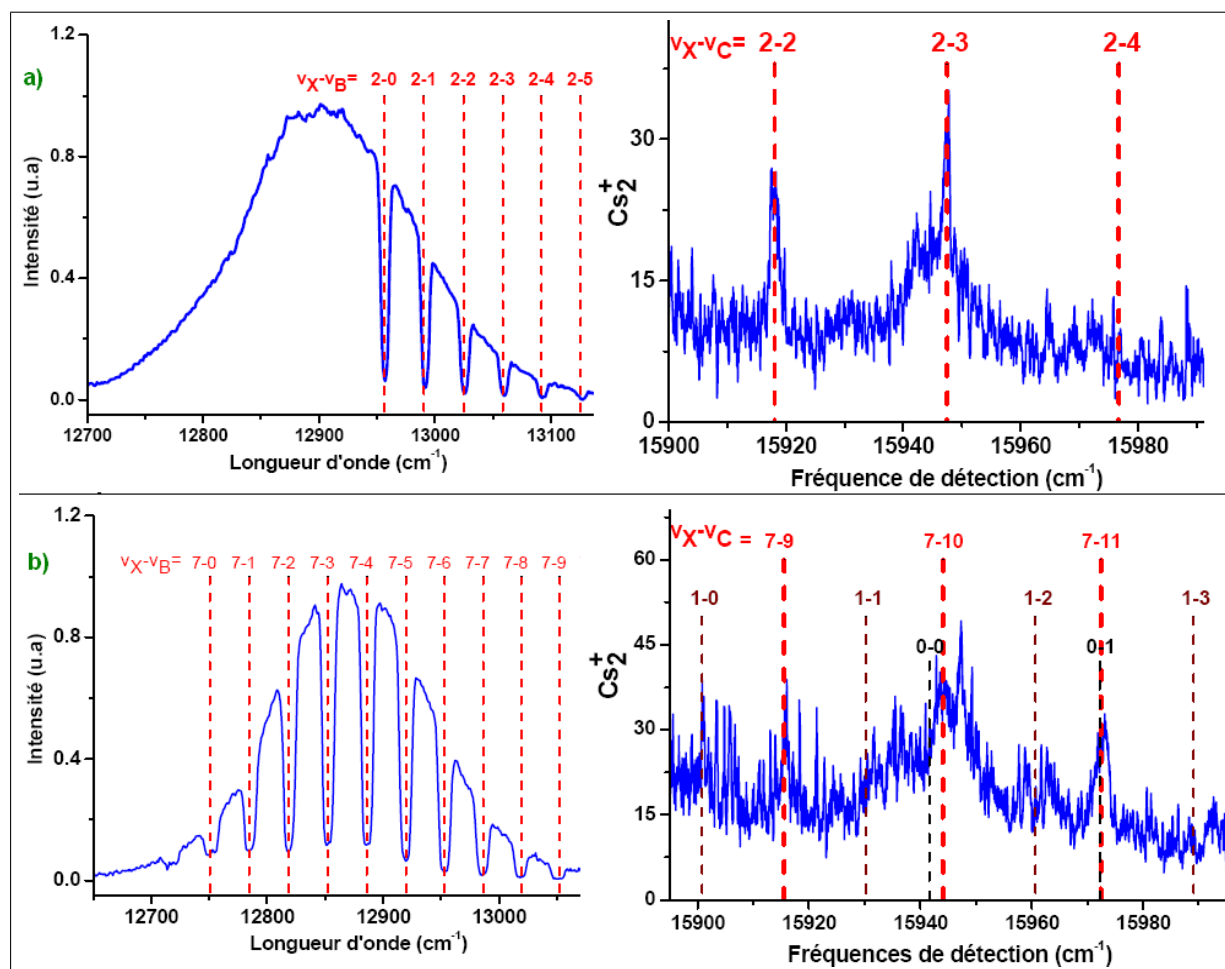 a)
1.2
0.8
0.4
0.0
Intensité (u.a)
vX-vB= 2-0 2-1 2-2 2-3 2-4 2-5
12700 12800 12900 13000 13100
Longueur d'onde (cm-1)
vX-vC= 2-2 2-3 2-4
30
15
0
Cs2+
15900 15920 15940 15960 15980
Fréquence de détection (cm-1)
b)
1.2
0.8
0.4
0.0
Intensité (u.a)
vX-vB= 7-0 7-1 7-2 7-3 7-4 7-5 7-6 7-7 7-8 7-9
12700 12800 12900 13000
Longueur d'onde (cm-1)
vX-vC = 7-9 7-10 7-11
1-0 1-1 1-2 1-3
0-0 0-1
60
45
30
15
0
Cs2+
15900 15920 15940 15960 15980
Fréquences de détection (cm-1)